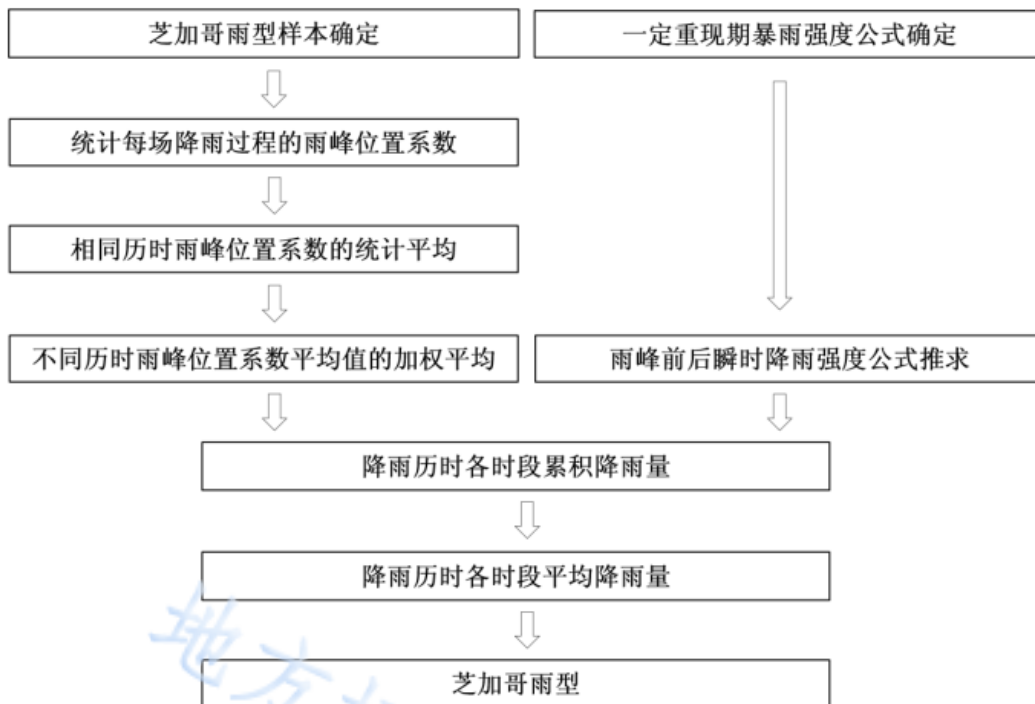 芝加哥雨型样本确定
一定重现期暴雨强度公式确定
统计每场降雨过程的雨峰位置系数
相同历时雨峰位置系数的统计平均
不同历时雨峰位置系数平均值的加权平均
雨峰前后瞬时降雨强度公式推求
降雨历时各时段累积降雨量
降雨历时各时段平均降雨量
芝加哥雨型
地方